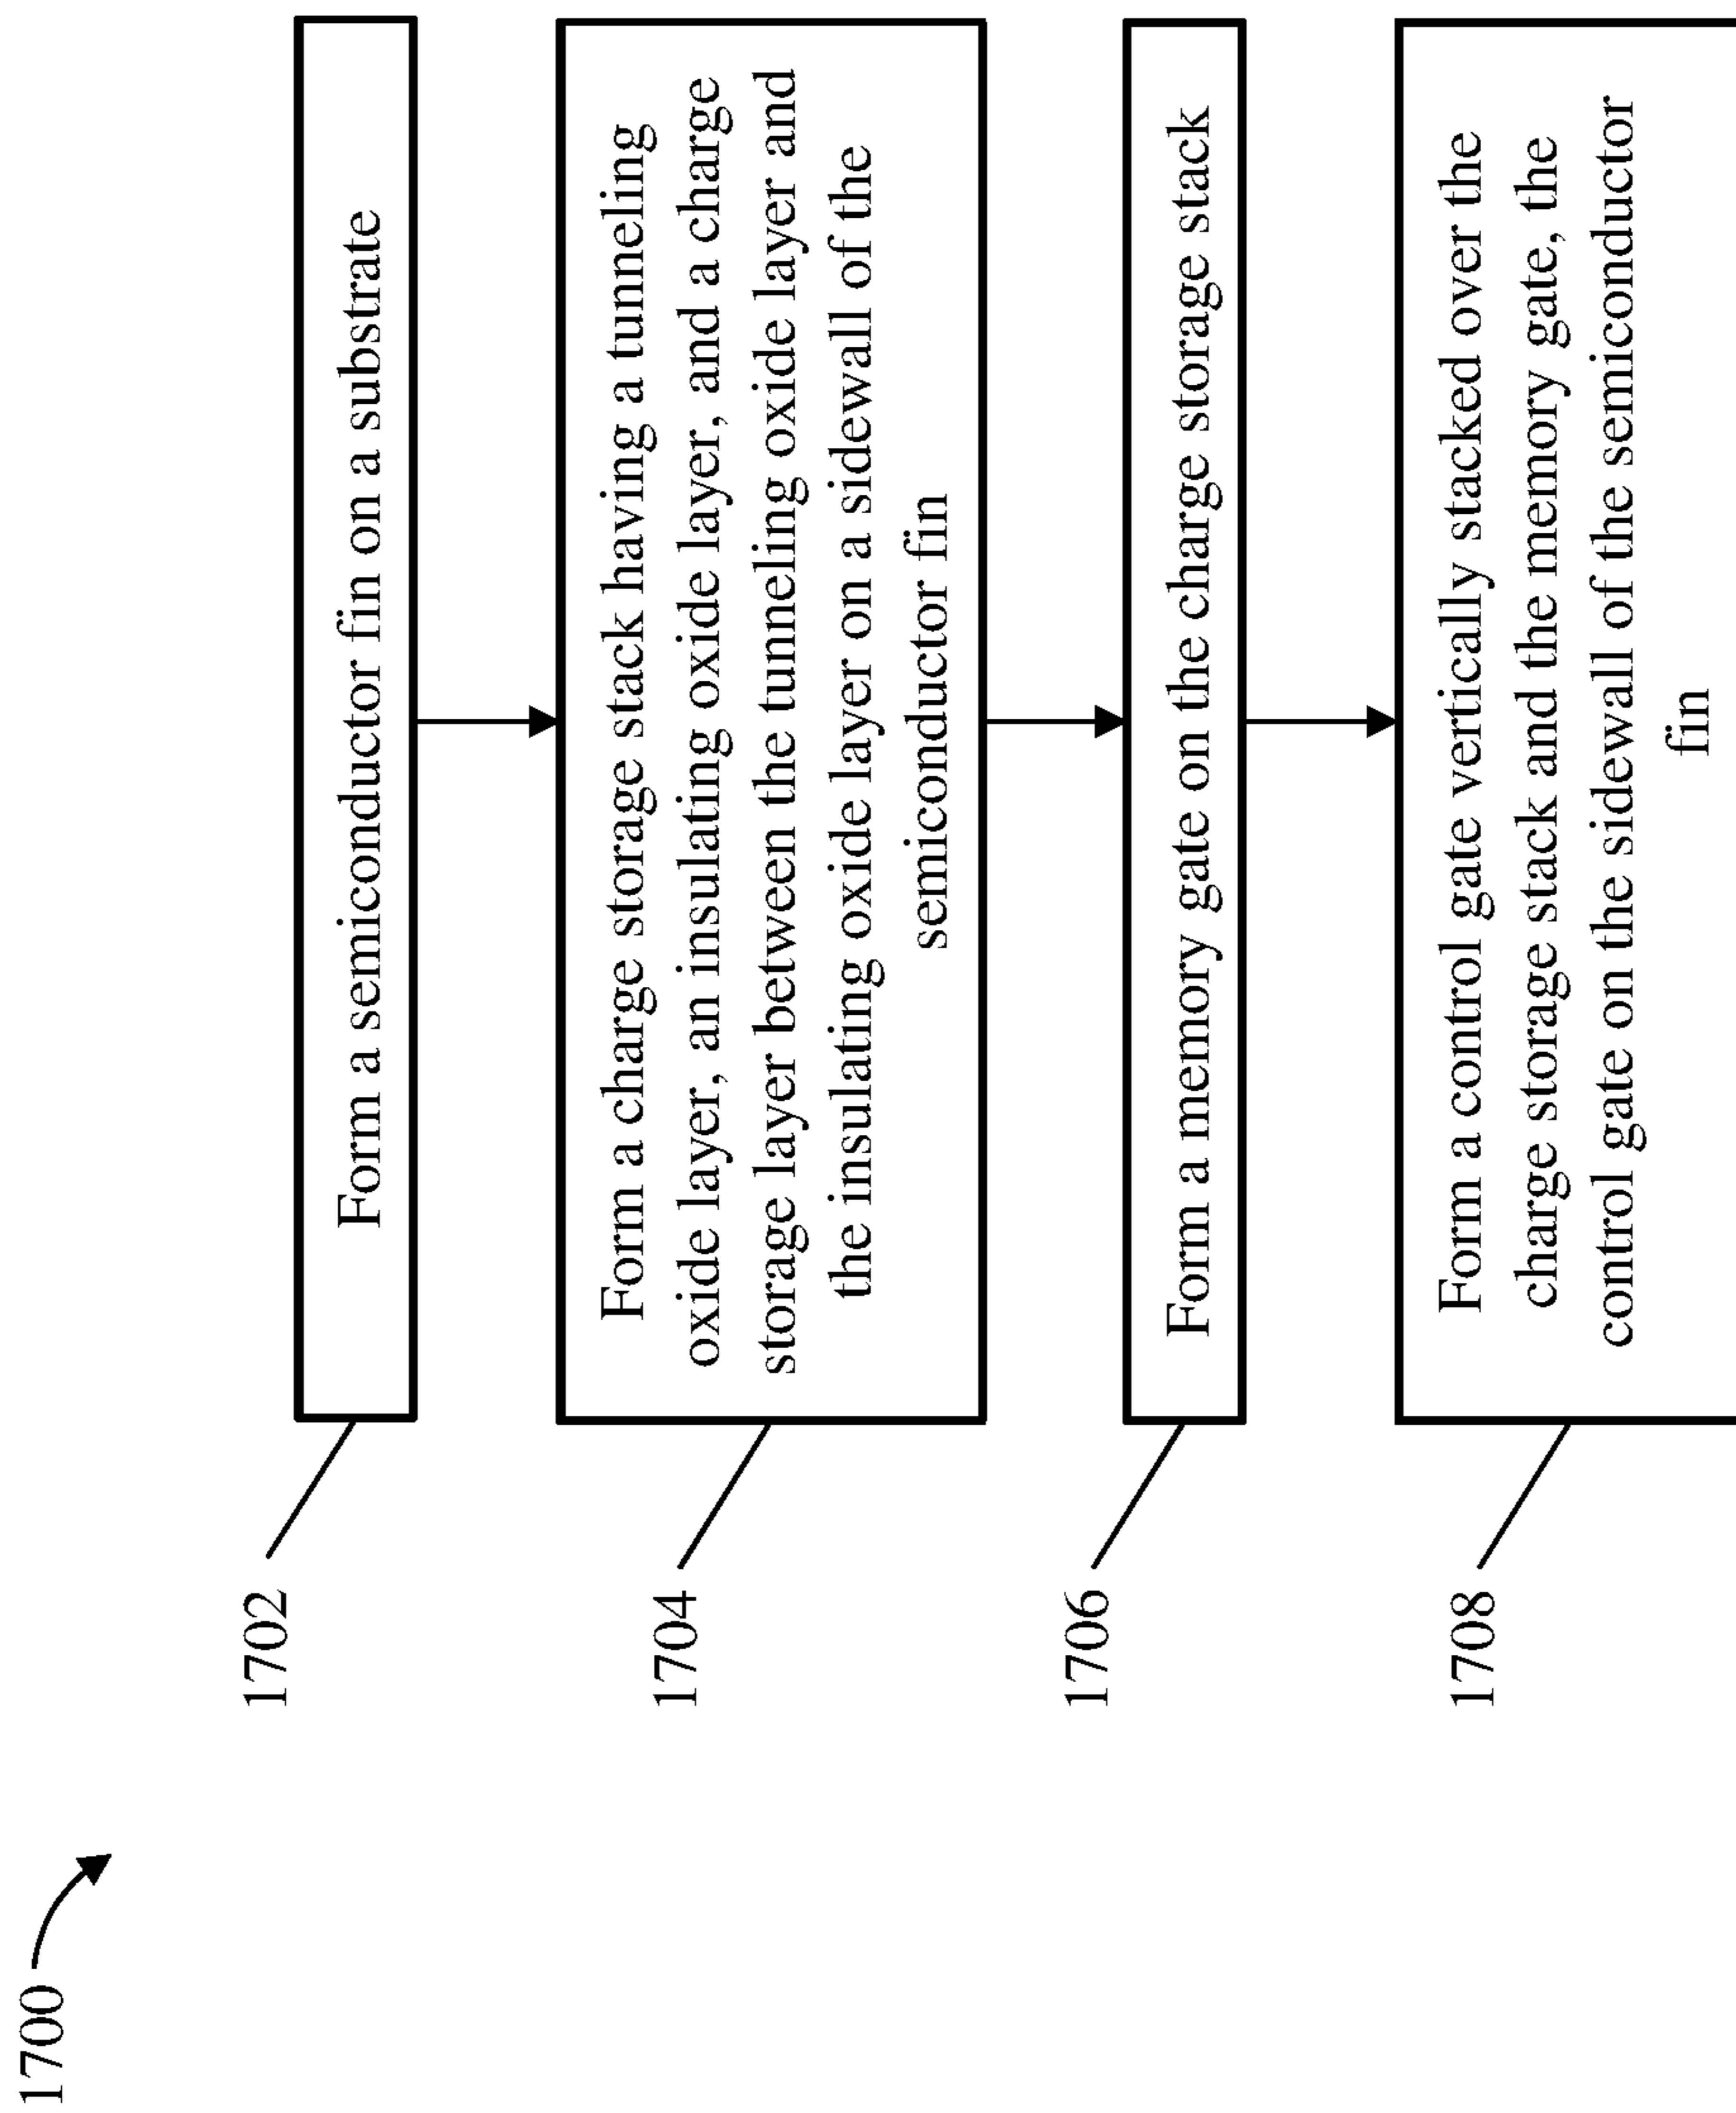 1700
1702
Form a semiconductor fin on a substrate
1704
Form a charge storage stack having a tunneling
oxide layer, an insulating oxide layer, and a charge
storage layer between the tunneling oxide layer and
the insulating oxide layer on a sidewall of the
semiconductor fin
1706
Form a memory gate on the charge storage stack
1708
Form a control gate vertically stacked over the
charge storage stack and the memory gate, the
control gate on the sidewall of the semiconductor
fin